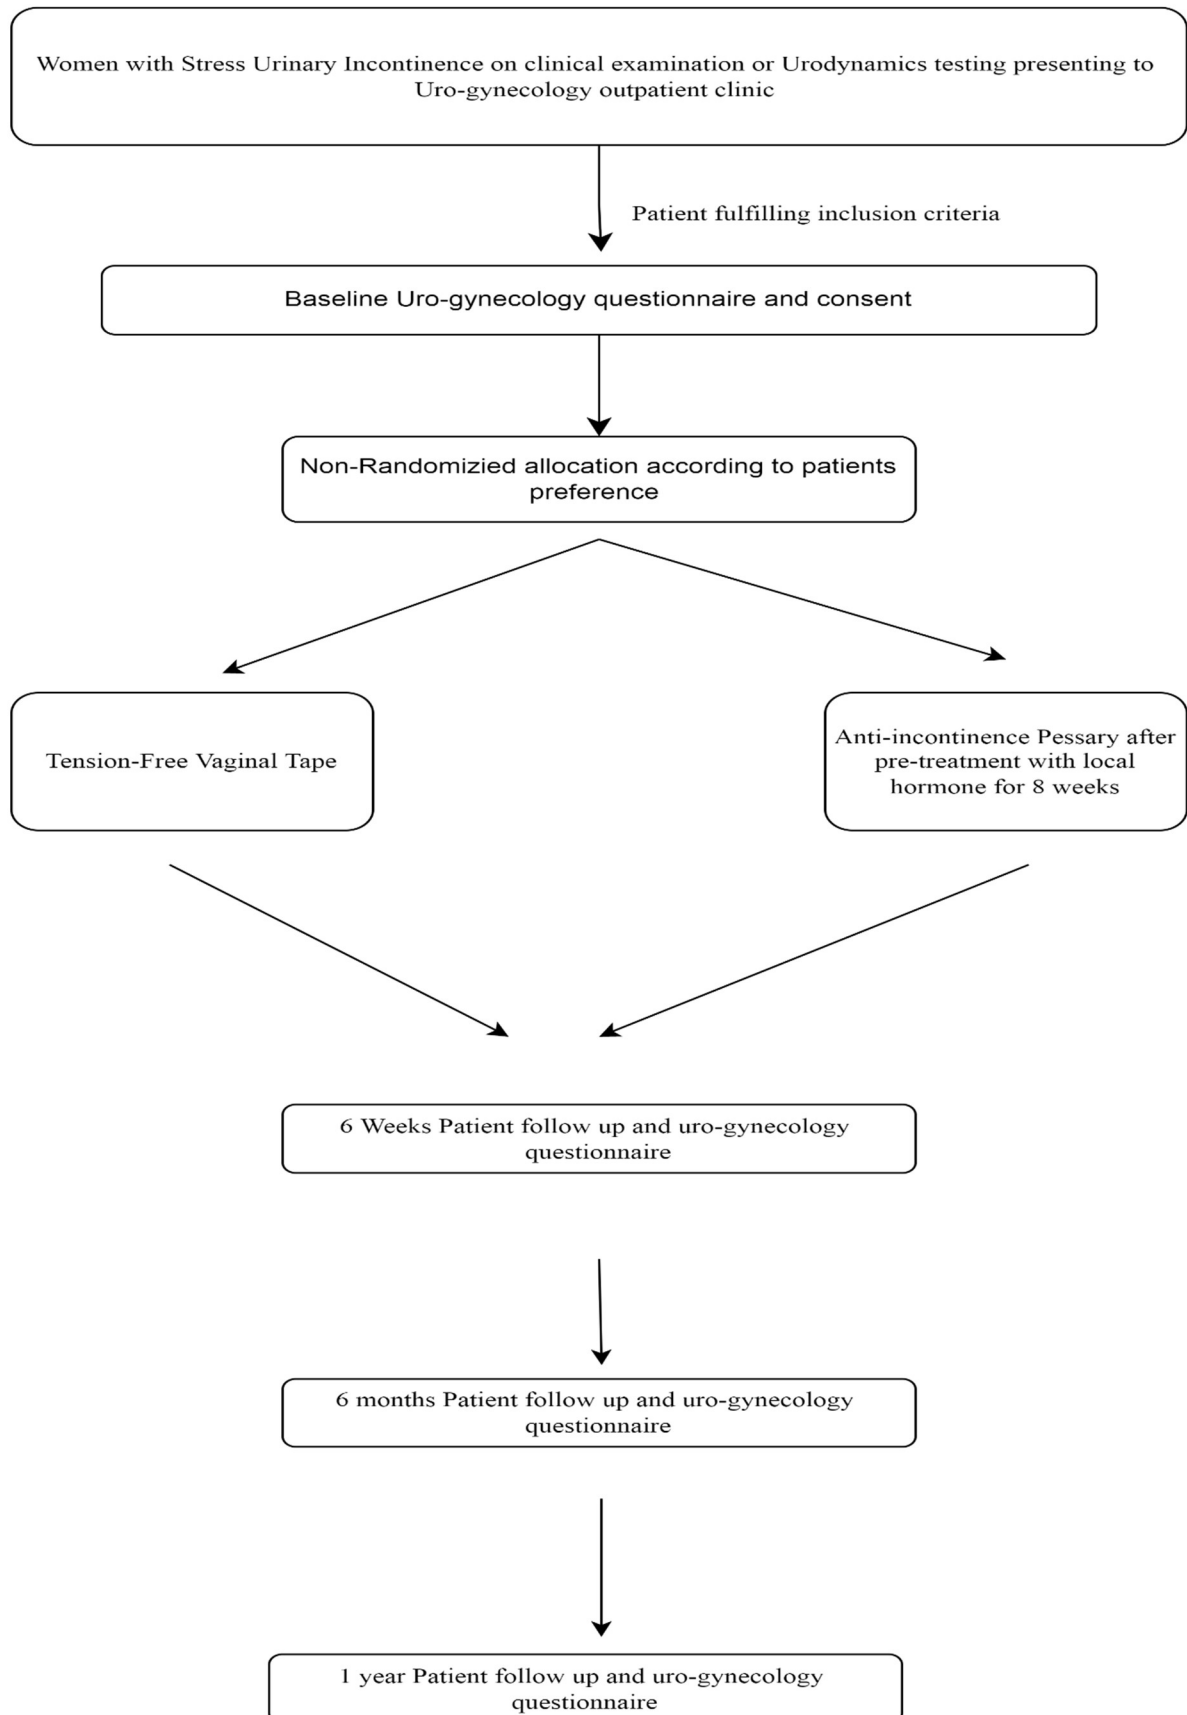 Women with Stress Urinary Incontinence on clinical examination or Urodynamics testing presenting to
Uro-gynecology outpatient clinic
Patient fulfilling inclusion criteria
Baseline Uro-gynecology questionnaire and consent
Non-Randomizied allocation according to patients
preference
Tension-Free Vaginal Tape
Anti-incontinence Pessary after
pre-treatment with local
hormone for 8 weeks
6 Weeks Patient follow up and uro-gynecology
questionnaire
6 months Patient follow up and uro-gynecology
questionnaire
1 year Patient follow up and uro-gynecology
questionnaire